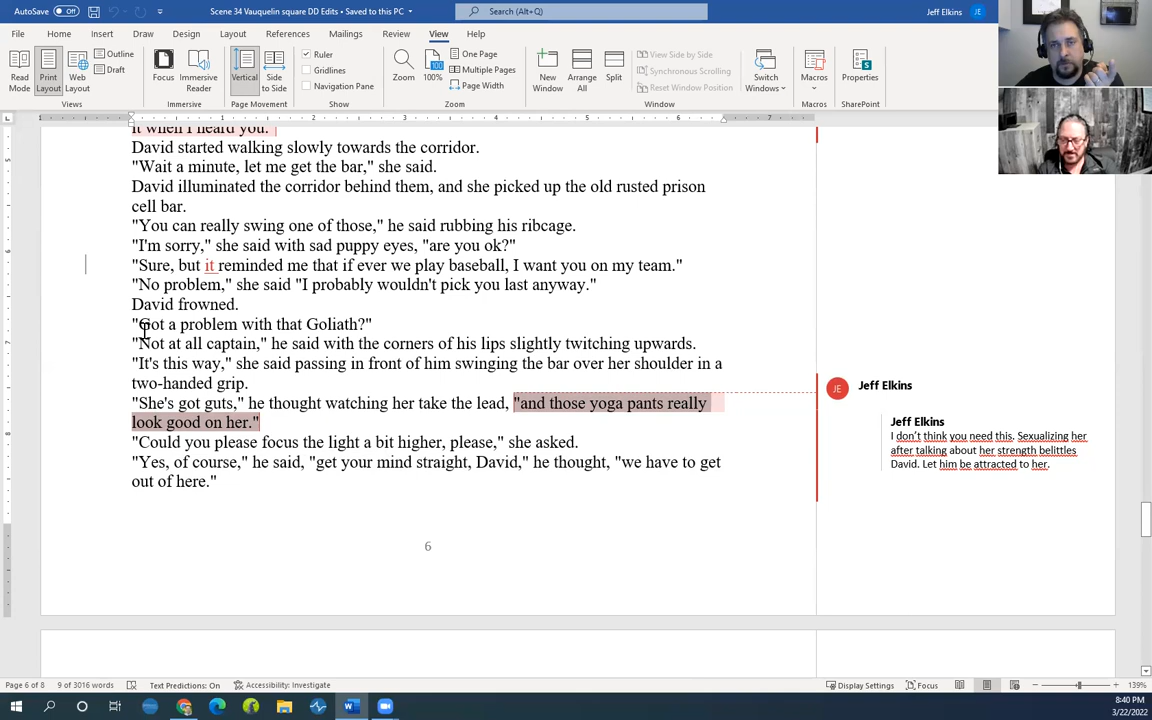 AutoSave Off Scene 34 Vauquelin square DD Edits • Saved to this PC Search (Alt+Q) Jeff Elkins JE
File Home Insert Draw Design Layout References Mailings Review View Help
Read Mode Print Layout Web Layout Outline Draft Focus Immersive Reader Vertical Side to Side Ruler Gridlines Navigation Pane Zoom 100% One Page Multiple Pages Page Width New Window Arrange All Split View Side by Side Synchronous Scrolling Reset Window Position Switch Windows Macros Properties
Views Immersive Page Movement Show Zoom Window Macros SharePoint
it when I heard you."
David started walking slowly towards the corridor.
"Wait a minute, let me get the bar," she said.
David illuminated the corridor behind them, and she picked up the old rusted prison
cell bar.
"You can really swing one of those," he said rubbing his ribcage.
"I'm sorry," she said with sad puppy eyes, "are you ok?"
"Sure, but it reminded me that if ever we play baseball, I want you on my team."
"No problem," she said "I probably wouldn't pick you last anyway."
David frowned.
"Got a problem with that Goliath?"
"Not at all captain," he said with the corners of his lips slightly twitching upwards.
"It's this way," she said passing in front of him swinging the bar over her shoulder in a
two-handed grip.
"She's got guts," he thought watching her take the lead, "and those yoga pants really
look good on her."
"Could you please focus the light a bit higher, please," she asked.
"Yes, of course," he said, "get your mind straight, David," he thought, "we have to get
out of here."
6
JE Jeff Elkins
Jeff Elkins
I don't think you need this. Sexualizing her
after talking about her strength belittles
David. Let him be attracted to her.
Page 6 of 8 9 of 3016 words Text Predictions: On Accessibility: Investigate Display Settings Focus 139%
8:40 PM
3/22/2022